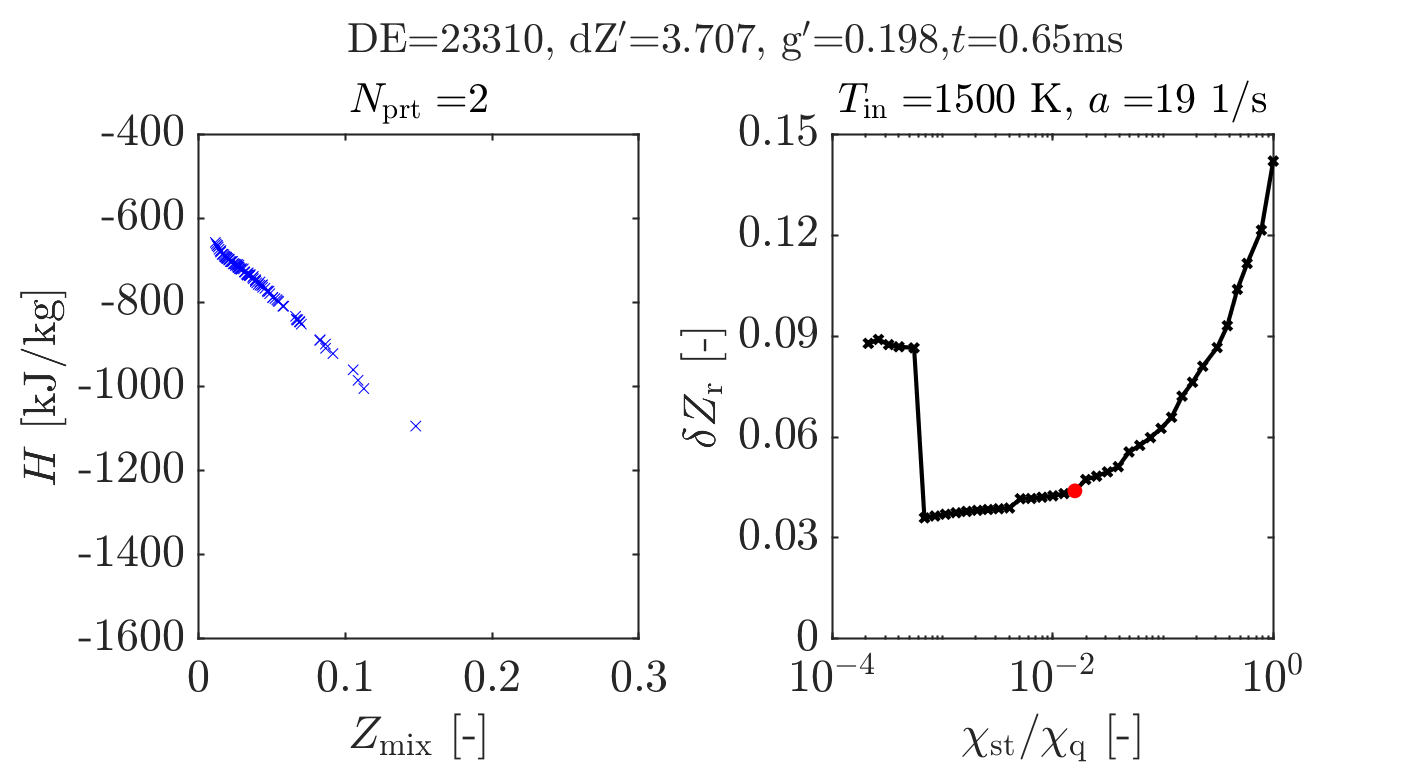 DE=23310, dZ′=3.707, g′=0.198,t=0.65ms
N_prt =2
-400
-600
-800
-1000
-1200
-1400
-1600
0
0.1
0.2
0.3
H [kJ/kg]
Z_mix [-]
T_in =1500 K, a =19 1/s
0.15
0.12
0.09
0.06
0.03
0
10⁻⁴
10⁻²
10⁰
δZ_r [-]
χ_st/χ_q [-]